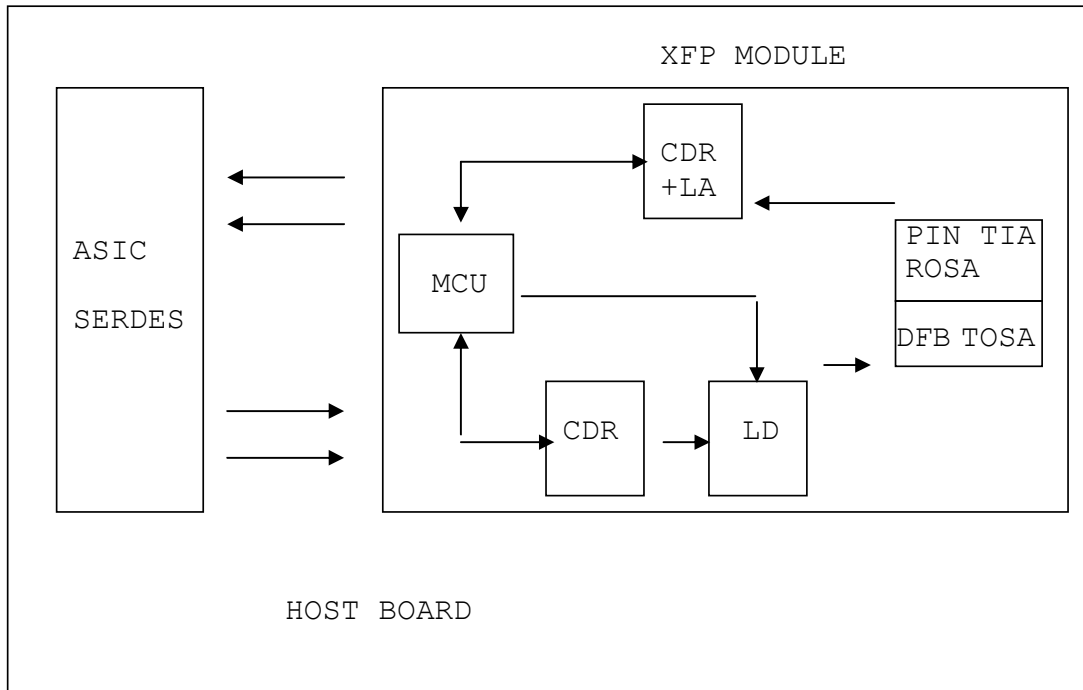 XFP MODULE
CDR
+LA
ASIC
SERDES
MCU
PIN TIA
ROSA
DFB TOSA
CDR
LD
HOST BOARD